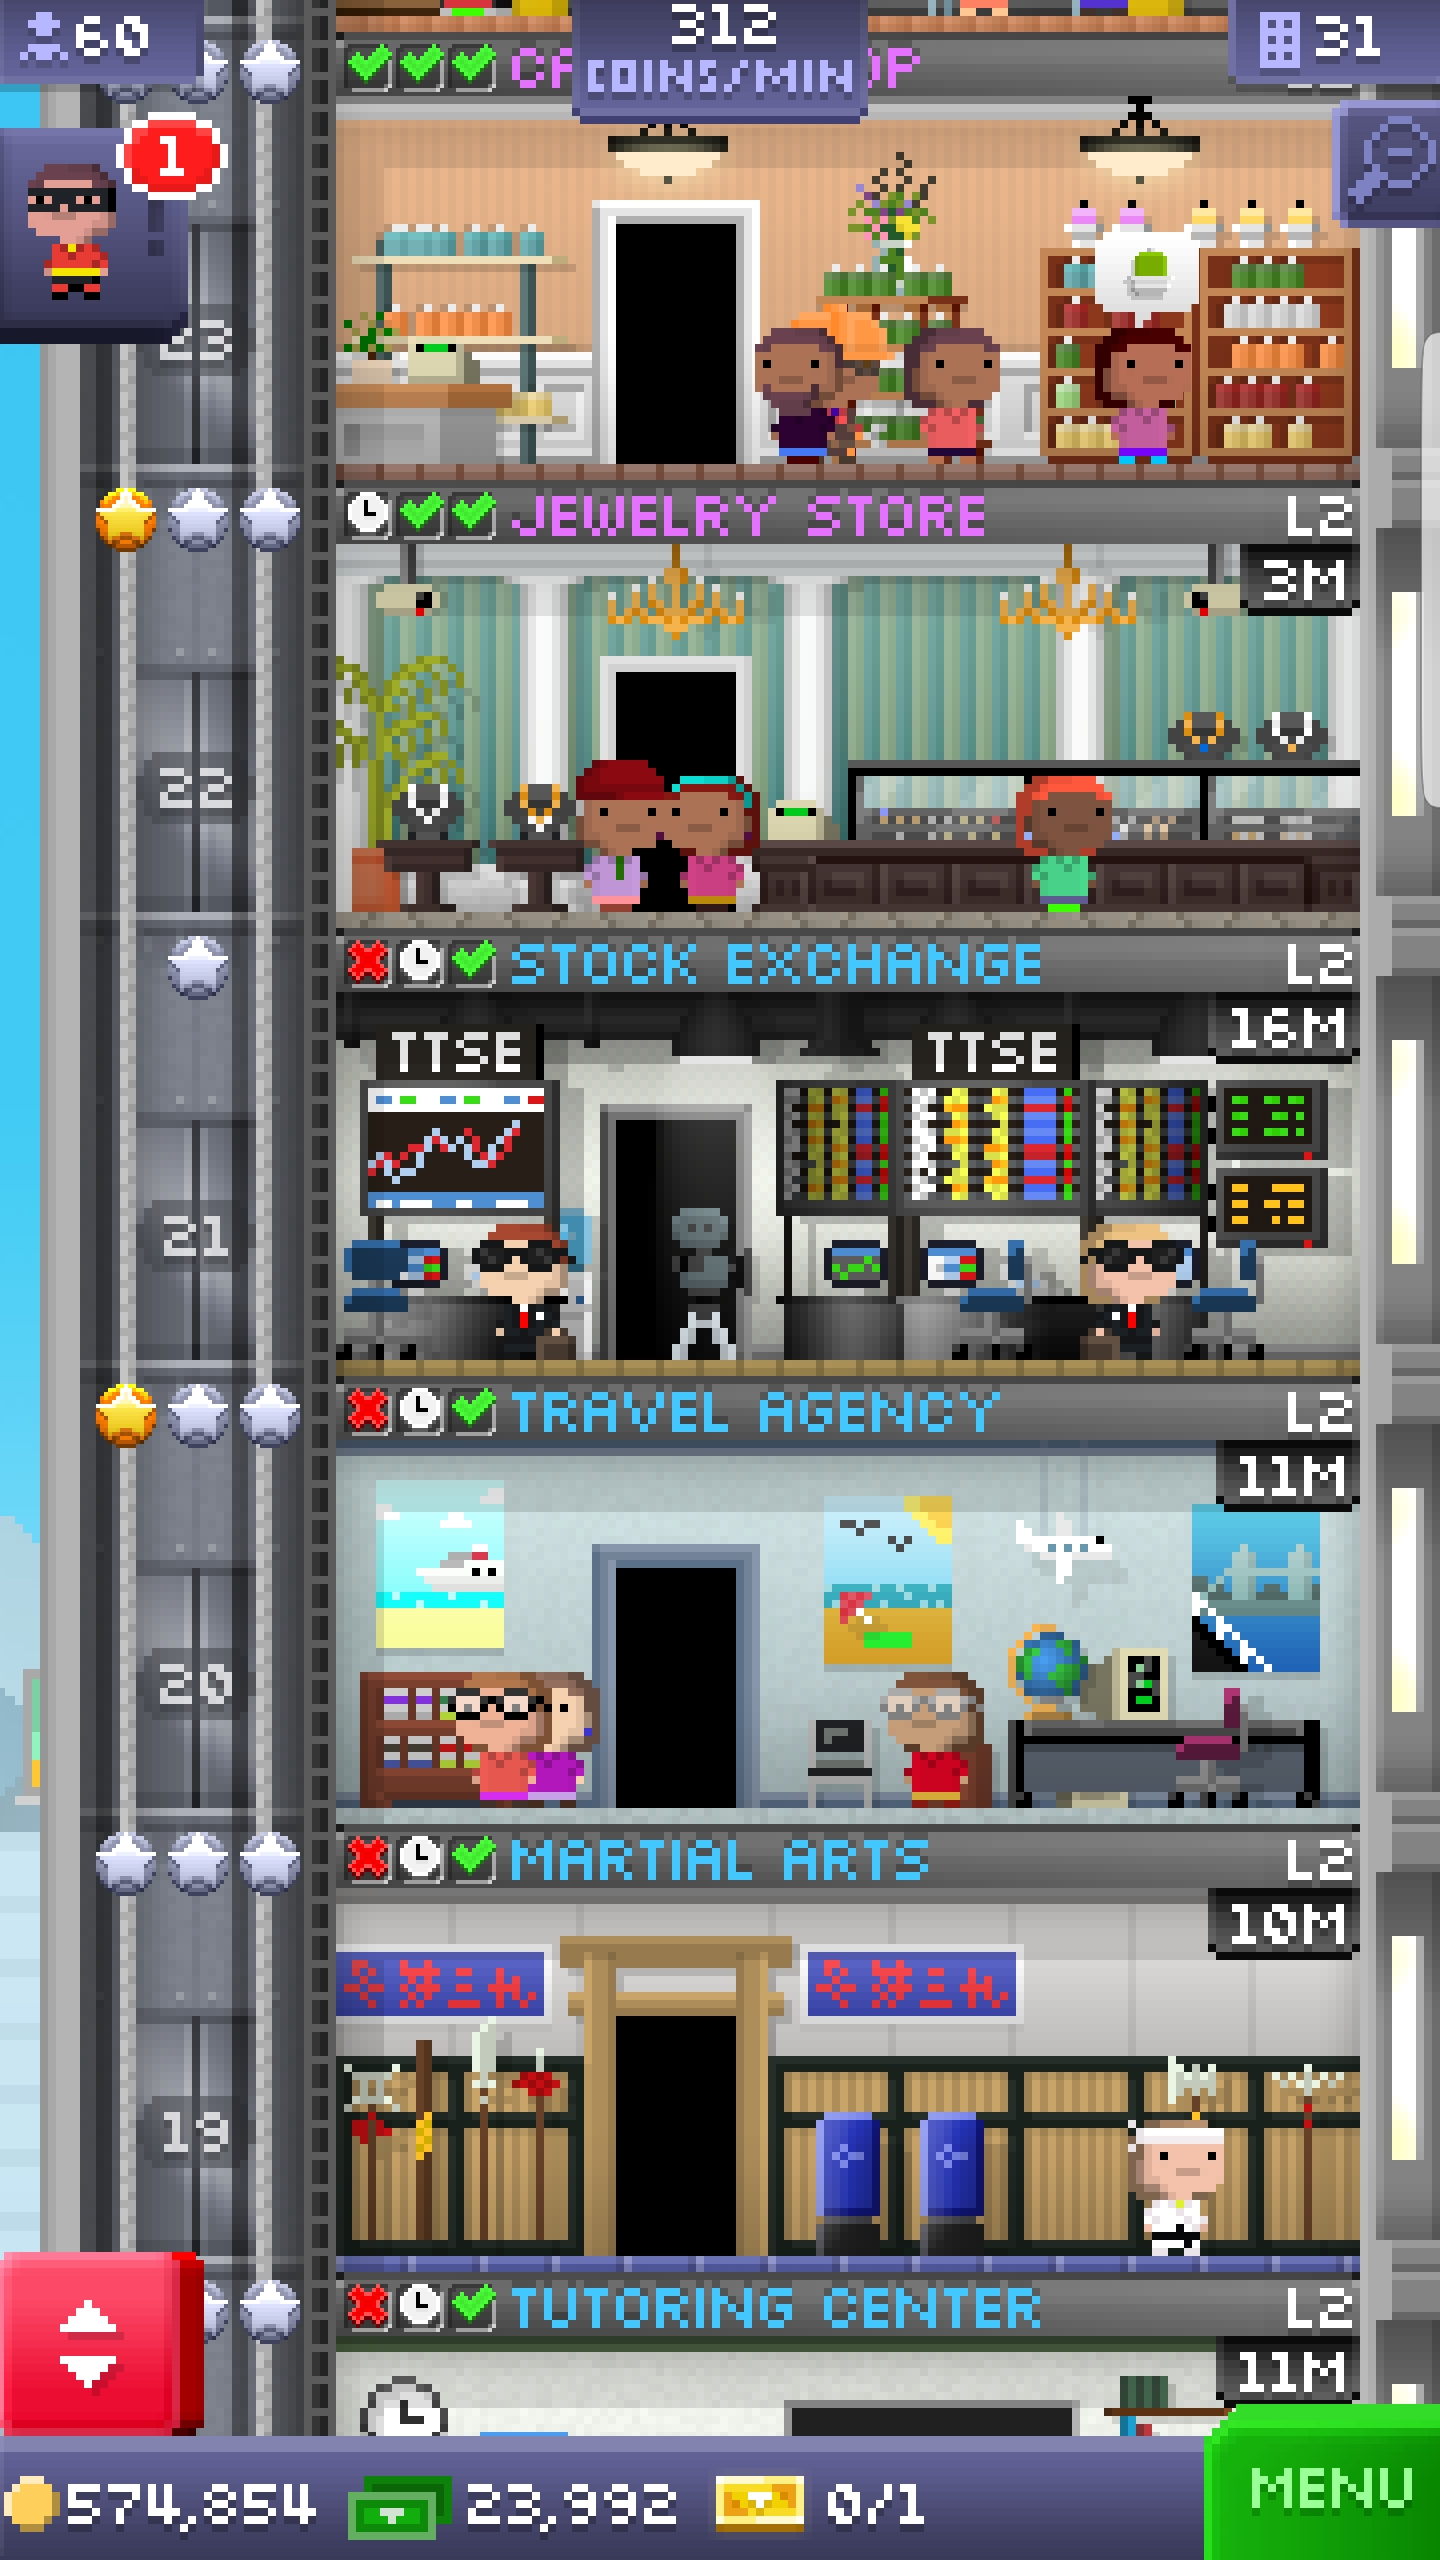 60
312
COINS/MIN
31
1
23
JEWELRY STORE
L2
3M
22
STOCK EXCHANGE
L2
16M
TTSE
TTSE
21
TRAVEL AGENCY
L2
11M
20
MARTIAL ARTS
L2
10M
19
TUTORING CENTER
L2
11M
574,854
23,992
0/1
MENU